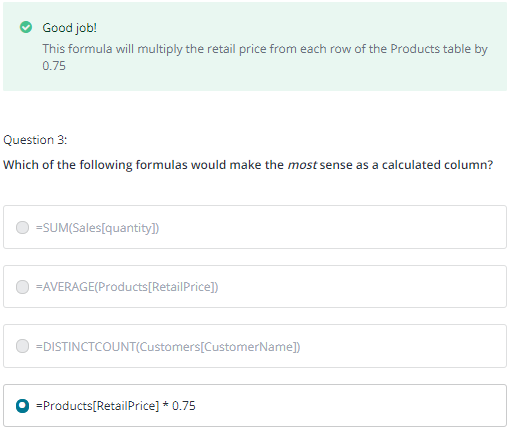 Good job!
This formula will multiply the retail price from each row of the Products table by
0.75
Question 3:
Which of the following formulas would make the most sense as a calculated column?
=SUM(Sales[quantity])
=AVERAGE(Products[RetailPrice])
=DISTINCTCOUNT(Customers[CustomerName])
=Products[RetailPrice] * 0.75